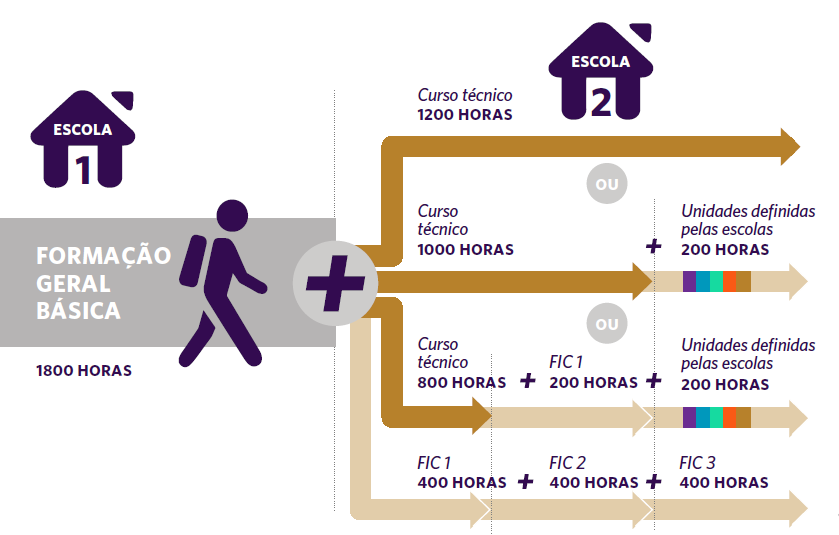 ESCOLA
1
FORMAÇÃO
GERAL
BÁSICA
1800 HORAS
ESCOLA
2
Curso técnico
1200 HORAS
OU
Curso
técnico
1000 HORAS
+
Unidades definidas
pelas escolas
200 HORAS
+
OU
Curso
técnico
800 HORAS
+
FIC 1
200 HORAS
+
Unidades definidas
pelas escolas
200 HORAS
FIC 1
400 HORAS
+
FIC 2
400 HORAS
+
FIC 3
400 HORAS